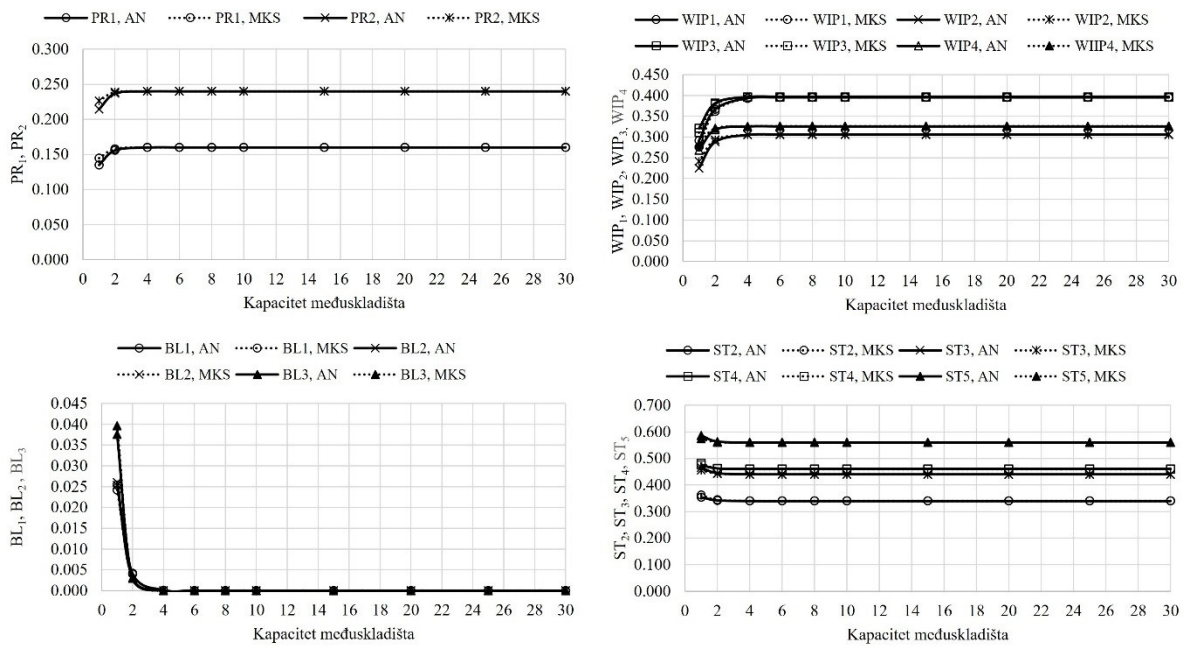 PR1, AN PR1, MKS PR2, AN PR2, MKS
0.300
0.250
0.200
0.150
0.100
0.050
0.000
PR1, PR2
0 2 4 6 8 10 12 14 16 18 20 22 24 26 28 30
Kapacitet međuskladišta
WIP1, AN WIP1, MKS WIP2, AN WIP2, MKS
WIP3, AN WIP3, MKS WIP4, AN WIIP4, MKS
0.450
0.400
0.350
0.300
0.250
0.200
0.150
0.100
0.050
0.000
WIP1, WIP2, WIP3, WIP4
0 2 4 6 8 10 12 14 16 18 20 22 24 26 28 30
Kapacitet međuskladišta
BL1, AN BL1, MKS BL2, AN
BL2, MKS BL3, AN BL3, MKS
0.045
0.040
0.035
0.030
0.025
0.020
0.015
0.010
0.005
0.000
BL1, BL2 , BL3
0 2 4 6 8 10 12 14 16 18 20 22 24 26 28 30
Kapacitet međuskladišta
ST2, AN ST2, MKS ST3, AN ST3, MKS
ST4, AN ST4, MKS ST5, AN ST5, MKS
0.700
0.600
0.500
0.400
0.300
0.200
0.100
0.000
ST2, ST3, ST4, ST5
0 2 4 6 8 10 12 14 16 18 20 22 24 26 28 30
Kapacitet međuskladišta